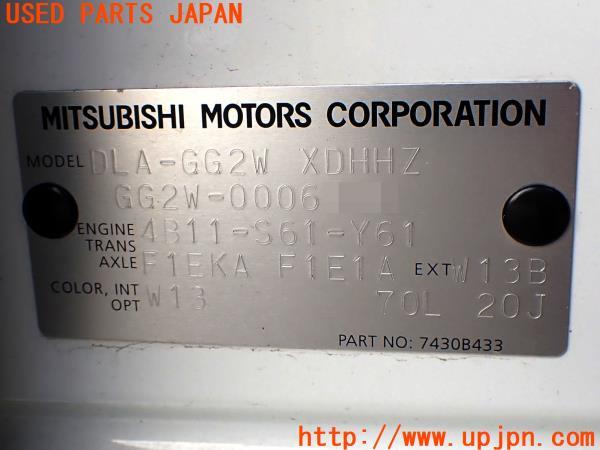 USED PARTS JAPAN
MITSUBISHI MOTORS CORPORATION
MODEL DLA-GG2W XDHHZ
GG2W-0006
ENGINE 4B11-S61-Y61
TRANS
AXLE F1EKA F1E1A EXT W13B
COLOR, INT
OPT W13 70L 20J
PART NO: 7430B433
http://www.upjpn.com